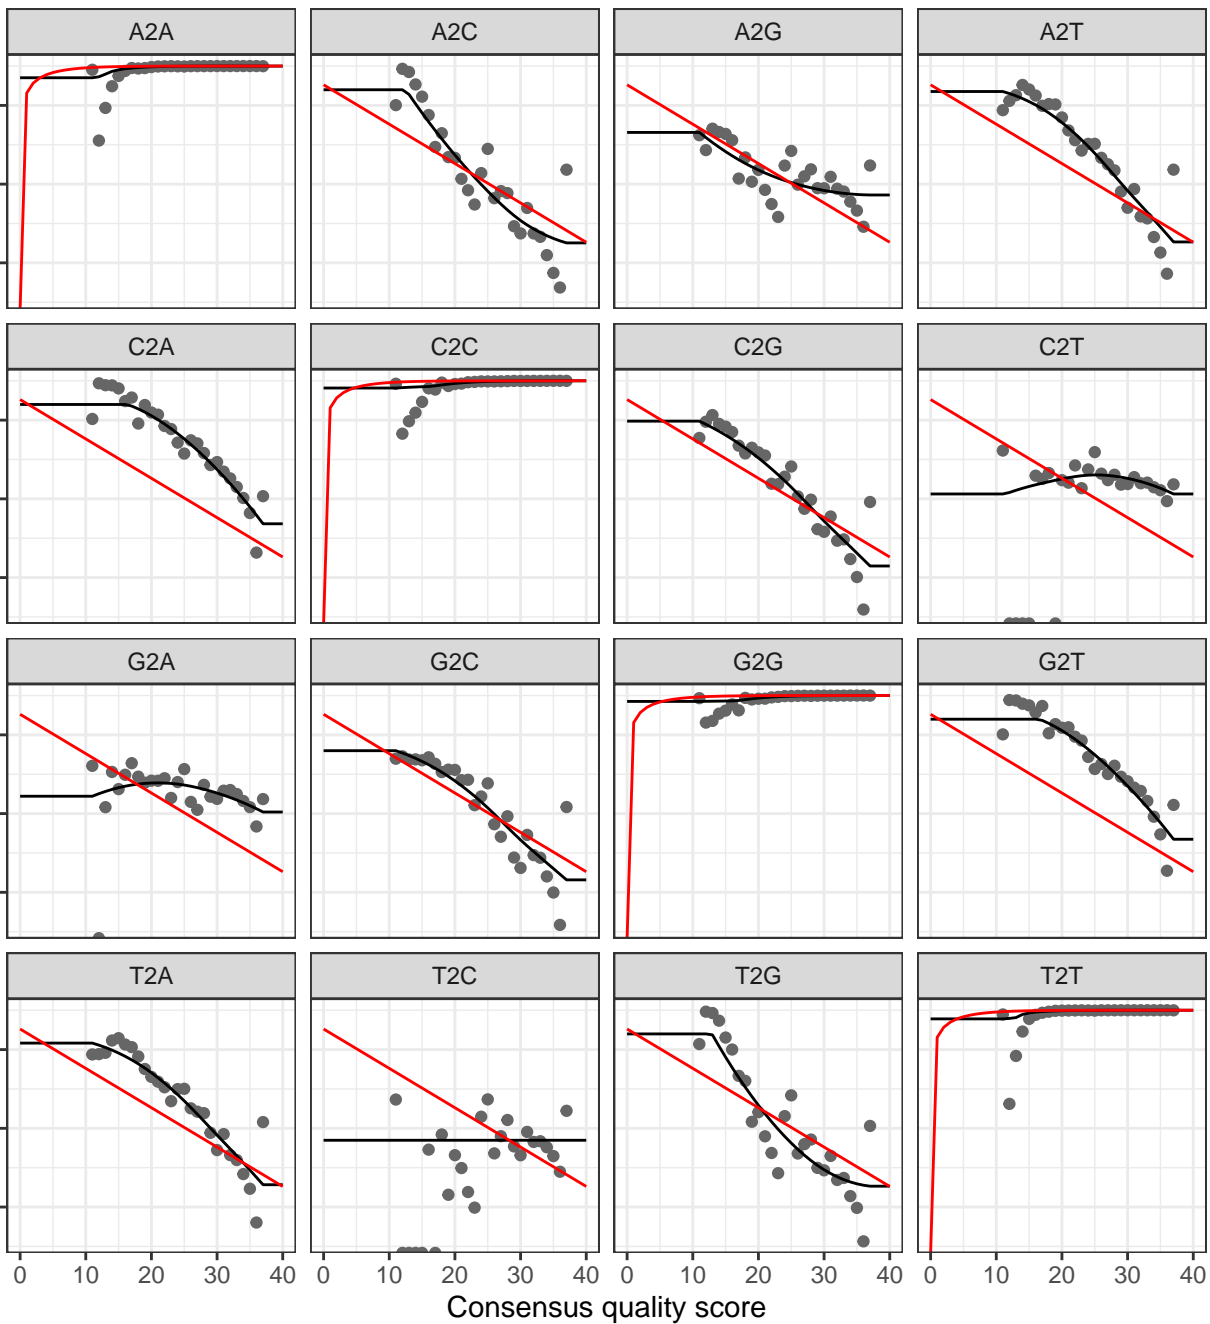 A2A A2C A2G A2T
C2A C2C C2G C2T
G2A G2C G2G G2T
T2A T2C T2G T2T
0 10 20 30 40 0 10 20 30 40 0 10 20 30 40 0 10 20 30 40
Consensus quality score